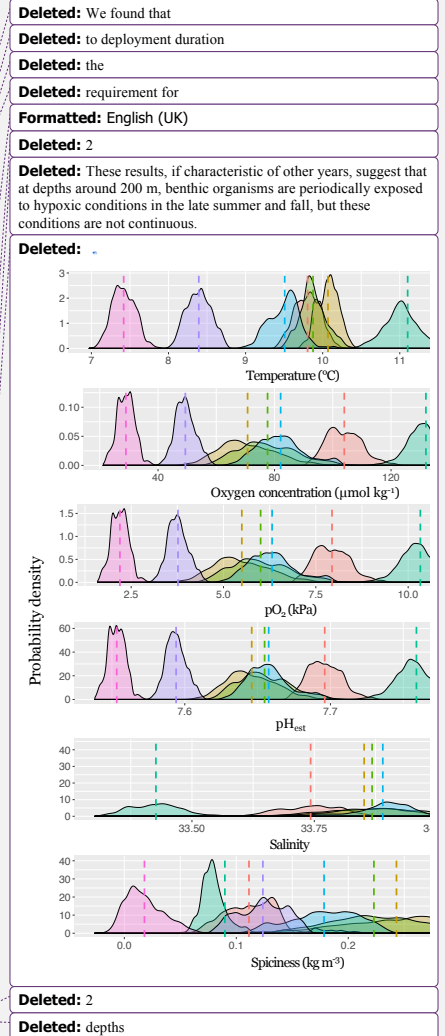 Deleted: We found that
Deleted: to deployment duration
Deleted: the
Deleted: requirement for
Formatted: English (UK)
Deleted: 2
Deleted: These results, if characteristic of other years, suggest that
at depths around 200 m, benthic organisms are periodically exposed
to hypoxic conditions in the late summer and fall, but these
conditions are not continuous.
Deleted:
3
2
1
0
7 8 9 10 11
Temperature (°C)
0.10
0.05
0.00
40 80 120
Oxygen concentration (µmol kg-1)
1.5
1.0
0.5
0.0
2.5 5.0 7.5 10.0
pO2 (kPa)
Probability density
60
40
20
0
7.6 7.7
pHest
40
30
20
10
0
33.50 33.75 3
Salinity
40
30
20
10
0
0.0 0.1 0.2
Spiciness (kg m-3)
Deleted: 2
Deleted: depths